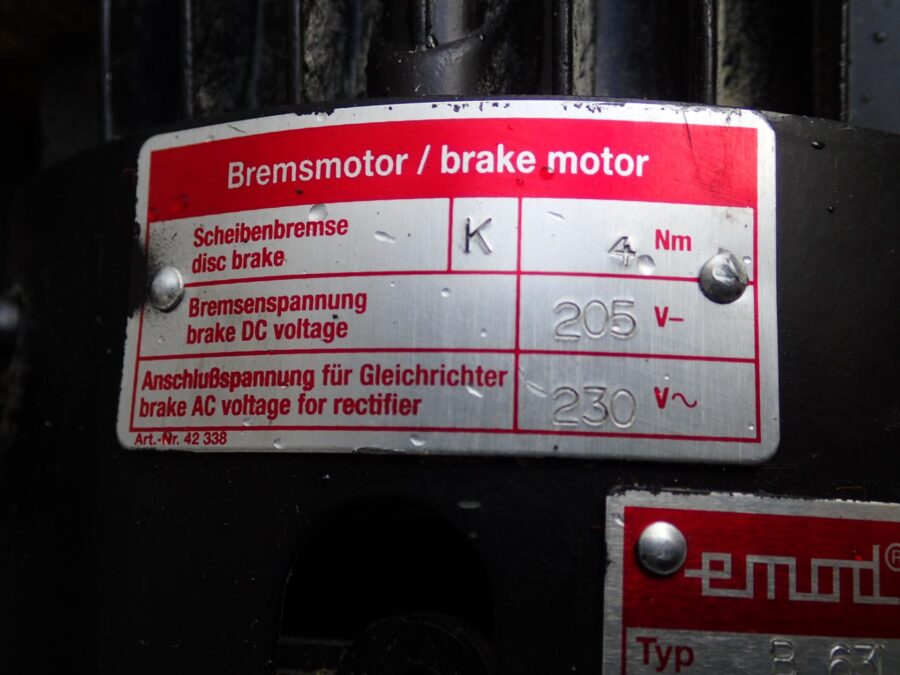 Bremsmotor / brake motor
Scheibenbremse
disc brake
K
4 Nm
Bremsenspannung
brake DC voltage
205 V–
Anschlußspannung für Gleichrichter
brake AC voltage for rectifier
230 V~
Art.-Nr. 42 338
emod®
Typ B 63